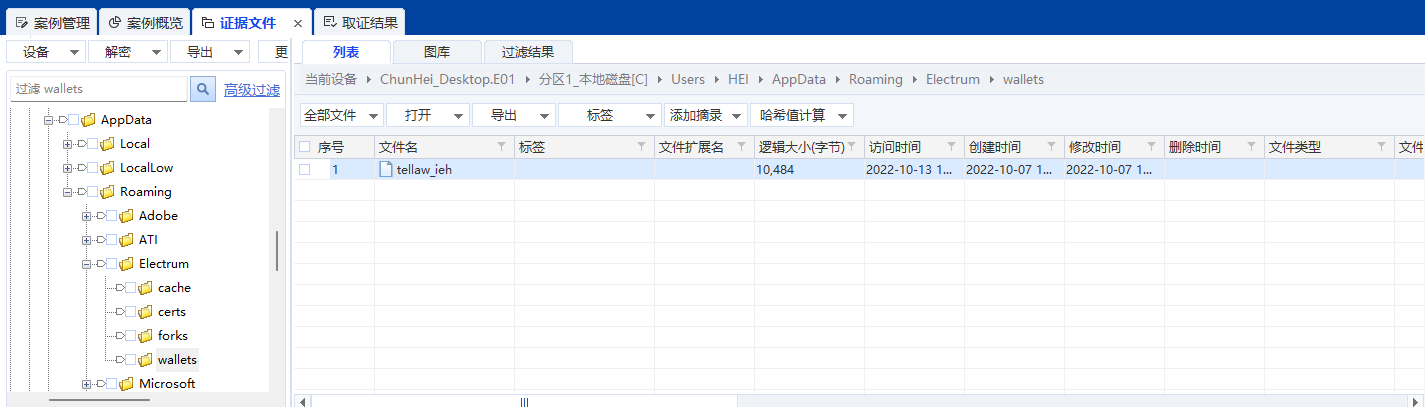 案例管理 案例概览 证据文件 × 取证结果
设备 解密 导出 更
列表 图库 过滤结果
过滤 wallets 高级过滤
当前设备 ChunHei_Desktop.E01 分区1_本地磁盘[C] Users HEI AppData Roaming Electrum wallets
全部文件 打开 导出 标签 添加摘录 哈希值计算
序号 文件名 标签 文件扩展名 逻辑大小(字节) 访问时间 创建时间 修改时间 删除时间 文件类型 文件
1 tellaw_ieh 10,484 2022-10-13 1... 2022-10-07 1... 2022-10-07 1...
AppData
Local
LocalLow
Roaming
Adobe
ATI
Electrum
cache
certs
forks
wallets
Microsoft